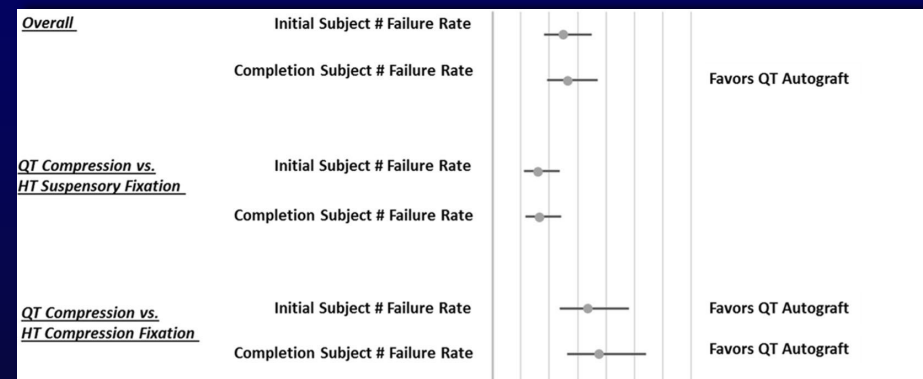 Overall
Initial Subject # Failure Rate
Completion Subject # Failure Rate
Favors QT Autograft
QT Compression vs.
HT Suspensory Fixation
Initial Subject # Failure Rate
Completion Subject # Failure Rate
QT Compression vs.
HT Compression Fixation
Initial Subject # Failure Rate
Favors QT Autograft
Completion Subject # Failure Rate
Favors QT Autograft